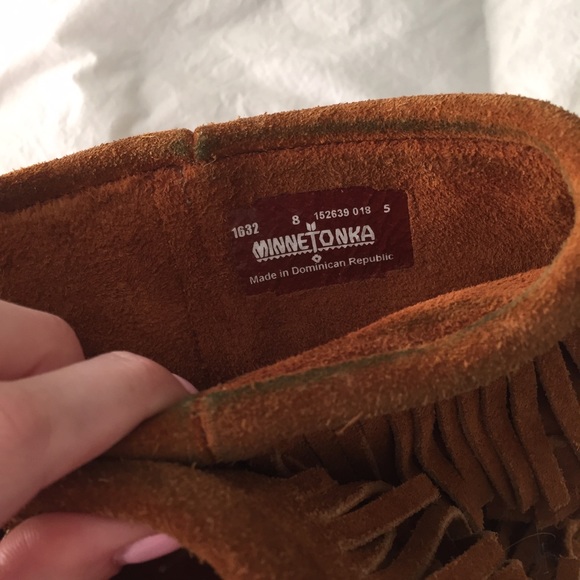 1632 8 152639 018 5
MINNETONKA
Made in Dominican Republic